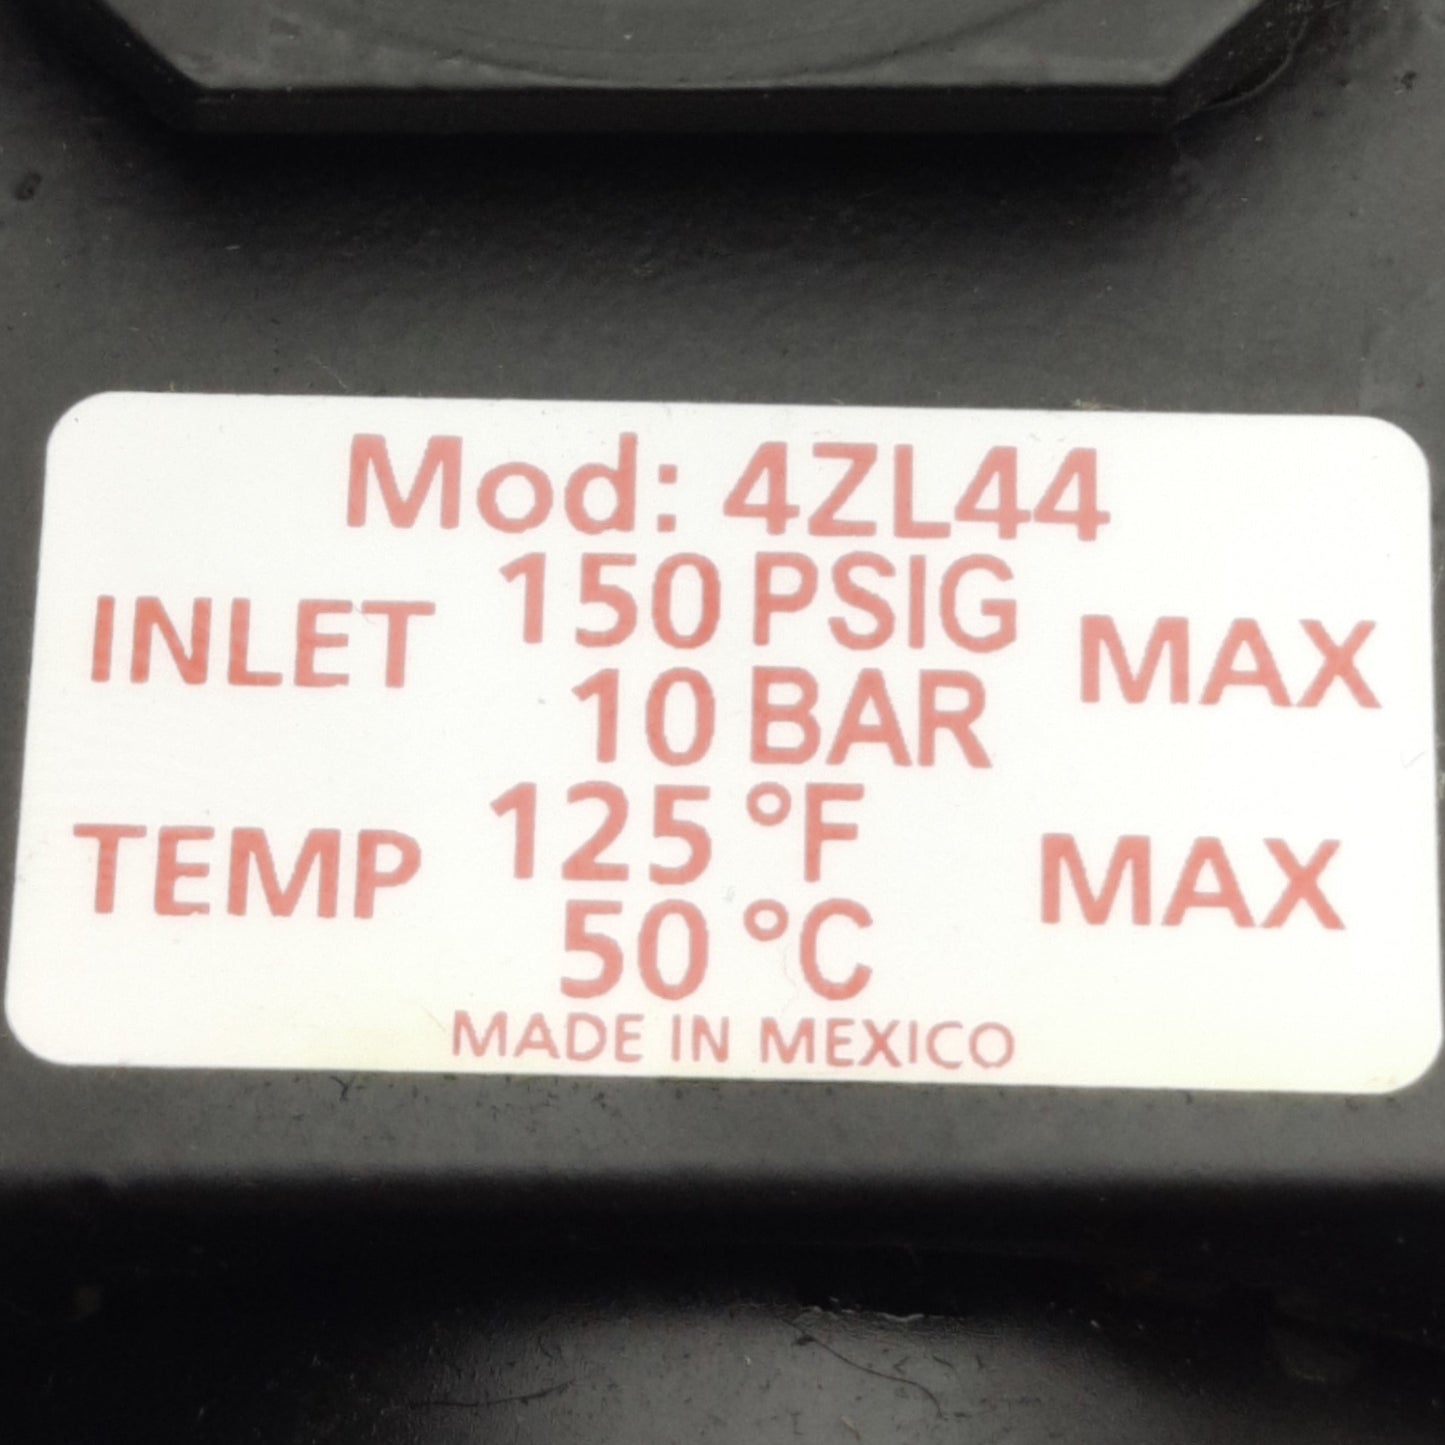 Mod: 4ZL44
150 PSIG
INLET MAX
10 BAR
125 °F
TEMP MAX
50 °C
MADE IN MEXICO